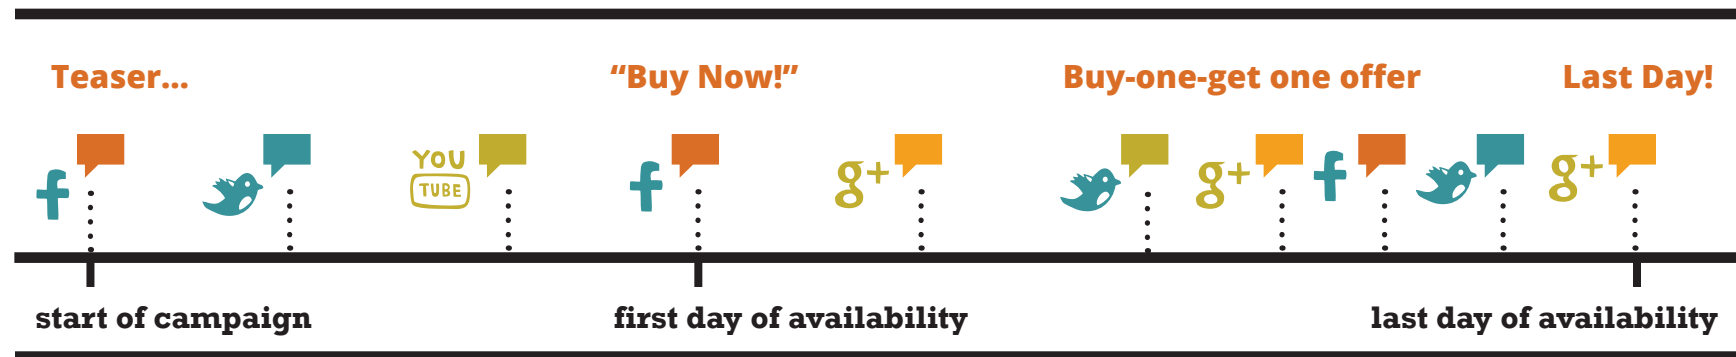 Teaser... “Buy Now!” Buy-one-get one offer Last Day!
f YOU TUBE f g+ g+ f g+
start of campaign first day of availability last day of availability